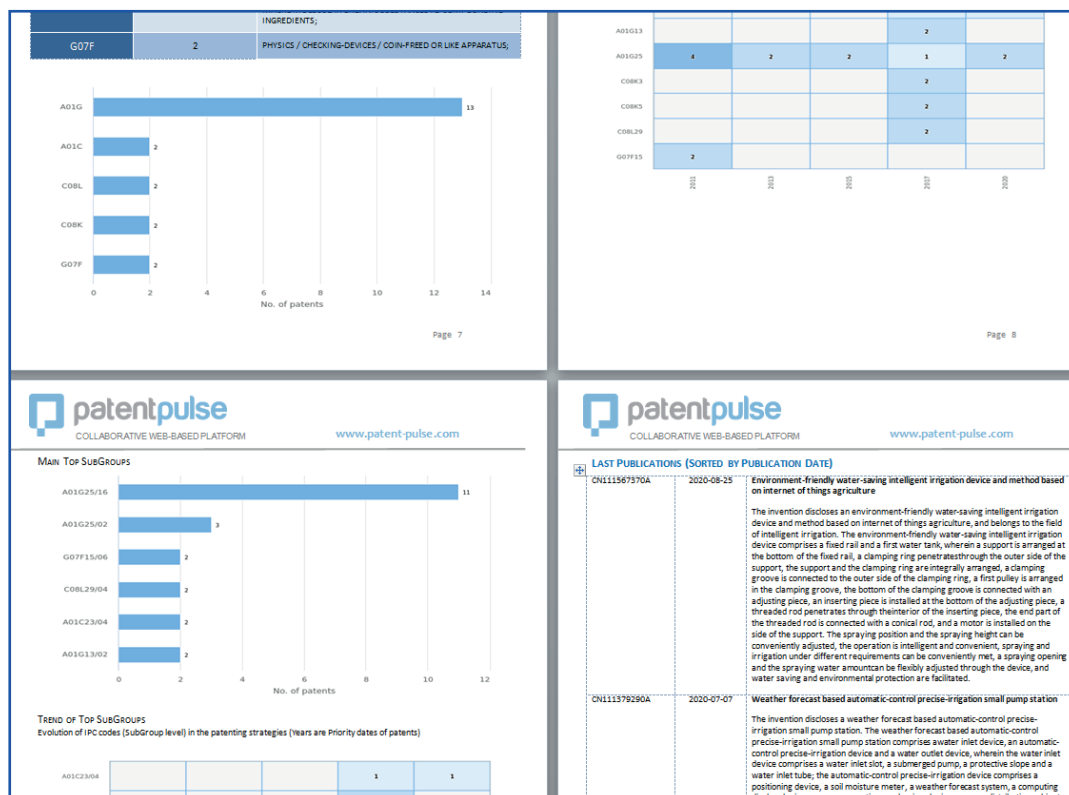 INGREDIENTS;
G07F 2 PHYSICS / CHECKING-DEVICES / COIN-FREED OR LIKE APPARATUS;
A01G 13
A01C 2
C08L 2
C08K 2
G07F 2
0 2 4 6 8 10 12 14
No. of patents
Page 7
A01G13 2
A01G25 4 2 2 1 2
C08K3 2
C08K5 2
C08L29 2
G07F15 2
2011 2013 2015 2017 2020
Page 8
patentpulse
COLLABORATIVE WEB-BASED PLATFORM www.patent-pulse.com
MAIN TOP SUBGROUPS
A01G25/16 11
A01G25/02 3
G07F15/06 2
C08L29/04 2
A01C23/04 2
A01G13/02 2
0 2 4 6 8 10 12
No. of patents
TREND OF TOP SUBGROUPS
Evolution of IPC codes (SubGroup level) in the patenting strategies (Years are Priority dates of patents)
A01C23/04 1 1
patentpulse
COLLABORATIVE WEB-BASED PLATFORM www.patent-pulse.com
LAST PUBLICATIONS (SORTED BY PUBLICATION DATE)
CN111567370A 2020-08-25 Environment-friendly water-saving intelligent irrigation device and method based
on internet of things agriculture
The invention discloses an environment-friendly water-saving intelligent irrigation
device and method based on internet of things agriculture, and belongs to the field
of intelligent irrigation. The environment-friendly water-saving intelligent irrigation
device comprises a fixed rail and a first water tank, wherein a support is arranged at
the bottom of the fixed rail, a clamping ring penetratesthrough the outer side of the
support, the support and the clamping ring are integrally arranged, a clamping
groove is connected to the outer side of the clamping ring, a first pulley is arranged
in the clamping groove, the bottom of the clamping groove is connected with an
adjusting piece, an inserting piece is installed at the bottom of the adjusting piece, a
threaded rod penetrates through theinterior of the inserting piece, the end part of
the threaded rod is connected with a conical rod, and a motor is installed on the
side of the support. The spraying position and the spraying height can be
conveniently adjusted, the operation is intelligent and convenient, spraying and
irrigation under different requirements can be conveniently met, a spraying opening
and the spraying water amountcan be flexibly adjusted through the device, and
water saving and environmental protection are facilitated.
CN111379290A 2020-07-07 Weather forecast based automatic-control precise-irrigation small pump station
The invention discloses a weather forecast based automatic-control precise-
irrigation small pump station. The weather forecast based automatic-control
precise-irrigation small pump station comprises awater inlet device, an automatic-
control precise-irrigation device and a water outlet device, wherein the water inlet
device comprises a water inlet slot, a submerged pump, a protective slope and a
water inlet tube; the automatic-control precise-irrigation device comprises a
positioning device, a soil moisture meter, a weather forecast system, a computing